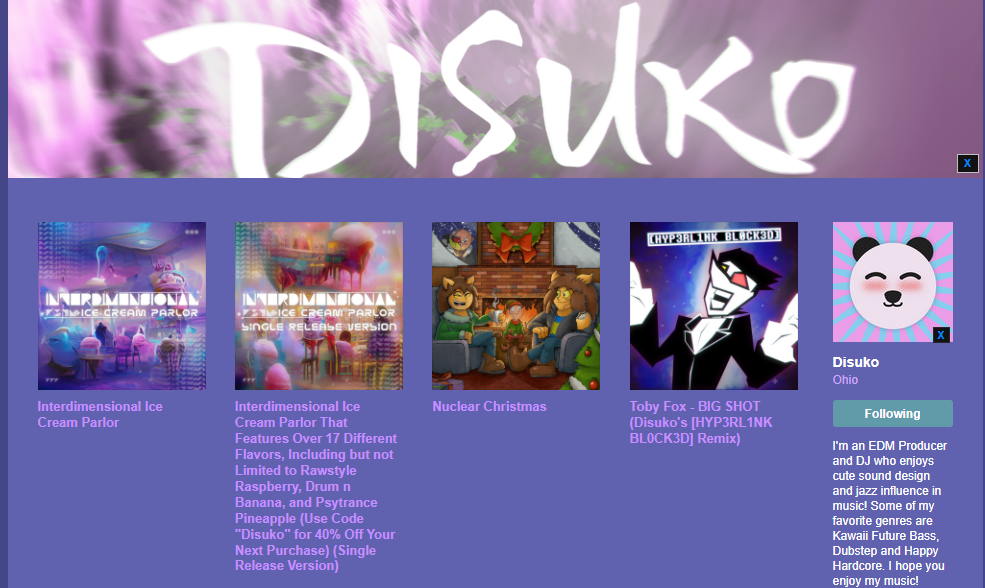 DISUKO
X
INTERDIMENSIONAL
ICE CREAM PARLOR
INTERDIMENSIONAL
ICE CREAM PARLOR
SINGLE RELEASE VERSION
[HYP3RL1NK BL0CK3D]
X
Interdimensional Ice
Cream Parlor
Interdimensional Ice
Cream Parlor That
Features Over 17 Different
Flavors, Including but not
Limited to Rawstyle
Raspberry, Drum n
Banana, and Psytrance
Pineapple (Use Code
"Disuko" for 40% Off Your
Next Purchase) (Single
Release Version)
Nuclear Christmas
Toby Fox - BIG SHOT
(Disuko's [HYP3RL1NK
BL0CK3D] Remix)
Disuko
Ohio
Following
I'm an EDM Producer
and DJ who enjoys
cute sound design
and jazz influence in
music! Some of my
favorite genres are
Kawaii Future Bass,
Dubstep and Happy
Hardcore. I hope you
enjoy my music!